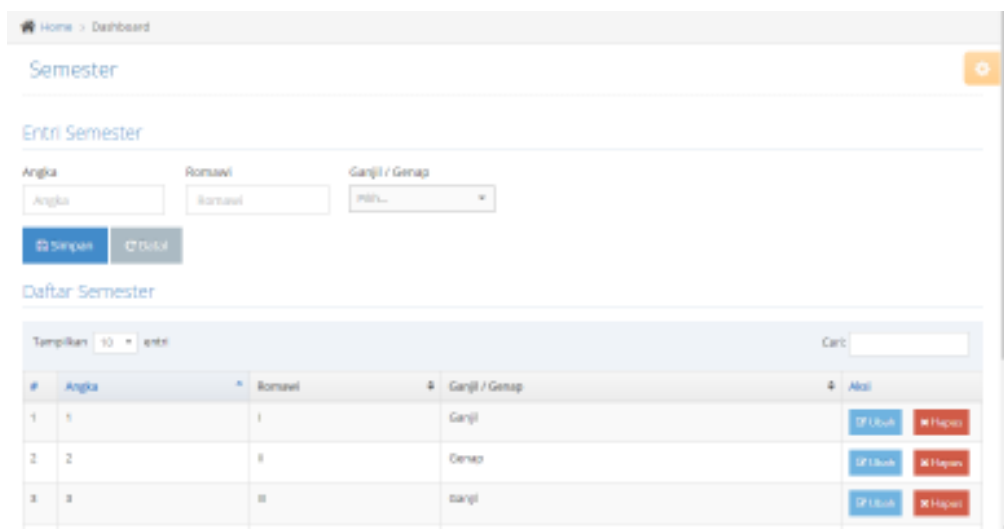 Home > Dashboard
Semester
Entri Semester
Angka Romawi Ganjil / Genap
Angka Romawi Pilih...
Simpan Batal
Daftar Semester
Tampilkan 10 entri Cari:
# Angka Romawi Ganjil / Genap Aksi
1 1 I Ganjil Ubah Hapus
2 2 II Genap Ubah Hapus
3 3 III Ganjil Ubah Hapus